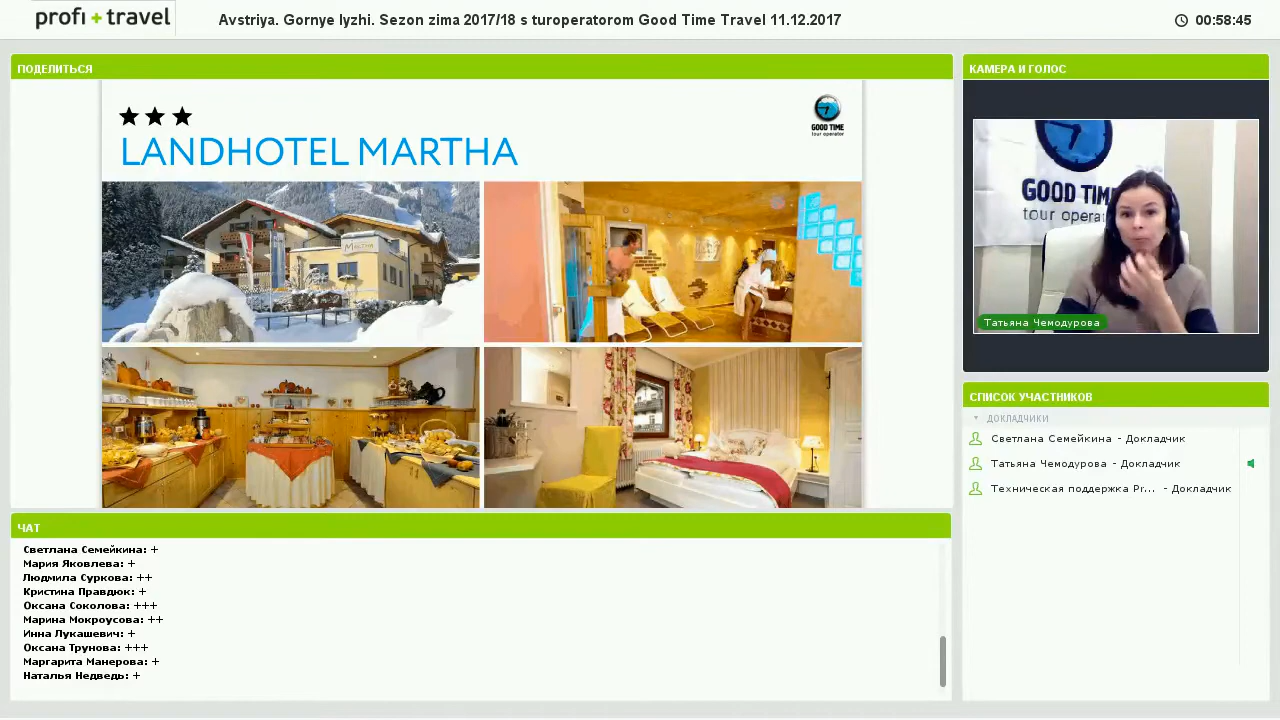 profi + travel
Avstriya. Gornye lyzhi. Sezon zima 2017/18 s turoperatorom Good Time Travel 11.12.2017
00:58:45
ПОДЕЛИТЬСЯ
GOOD TIME
tour operator
LANDHOTEL MARTHA
MARTHA
ЧАТ
Светлана Семейкина: +
Мария Яковлева: +
Людмила Суркова: ++
Кристина Правдюк: +
Оксана Соколова: +++
Марина Мокроусова: ++
Инна Лукашевич: +
Оксана Трунова: +++
Маргарита Манерова: +
Наталья Недведь: +
КАМЕРА И ГОЛОС
GOOD TIME
tour operat
Татьяна Чемодурова
СПИСОК УЧАСТНИКОВ
ДОКЛАДЧИКИ
Светлана Семейкина - Докладчик
Татьяна Чемодурова - Докладчик
Техническая поддержка Pr... - Докладчик